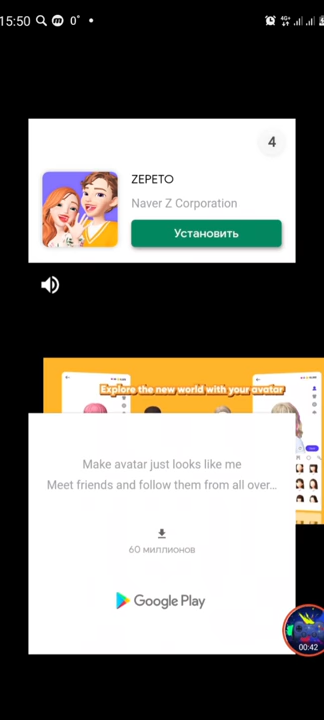 15:50 0°
4G+
4
ZEPETO
Naver Z Corporation
Установить
Explore the new world with your avatar
Make avatar just looks like me
Meet friends and follow them from all over...
60 миллионов
Google Play
00:42